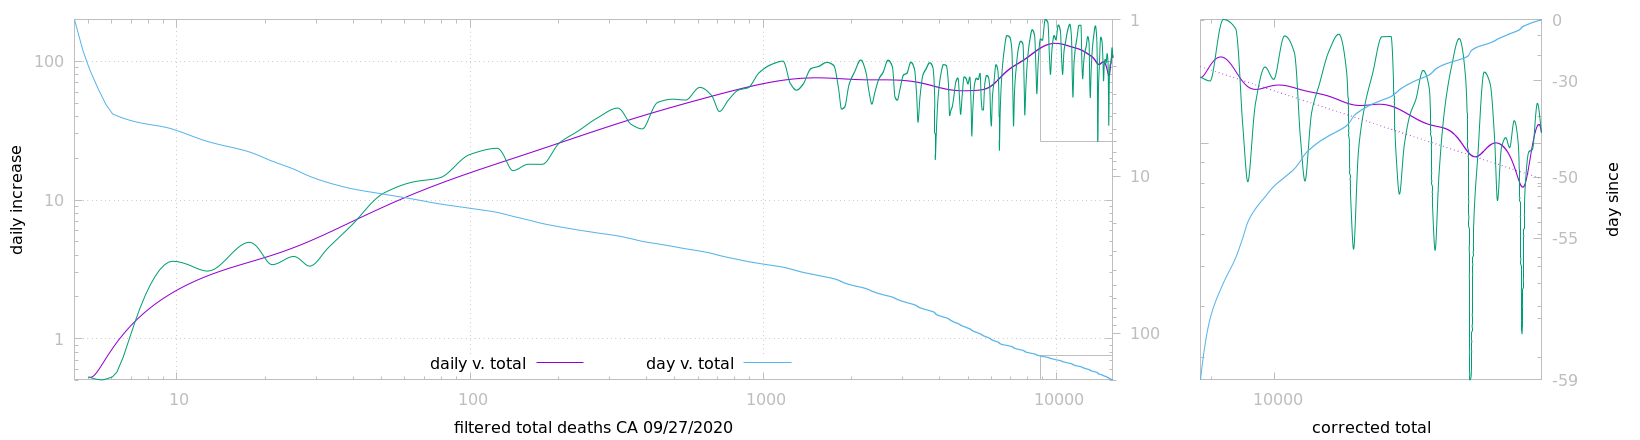 daily increase
100
10
1
1
10
100
10
100
1000
10000
daily v. total
day v. total
filtered total deaths CA 09/27/2020
0
-30
-50
-55
-59
day since
10000
corrected total